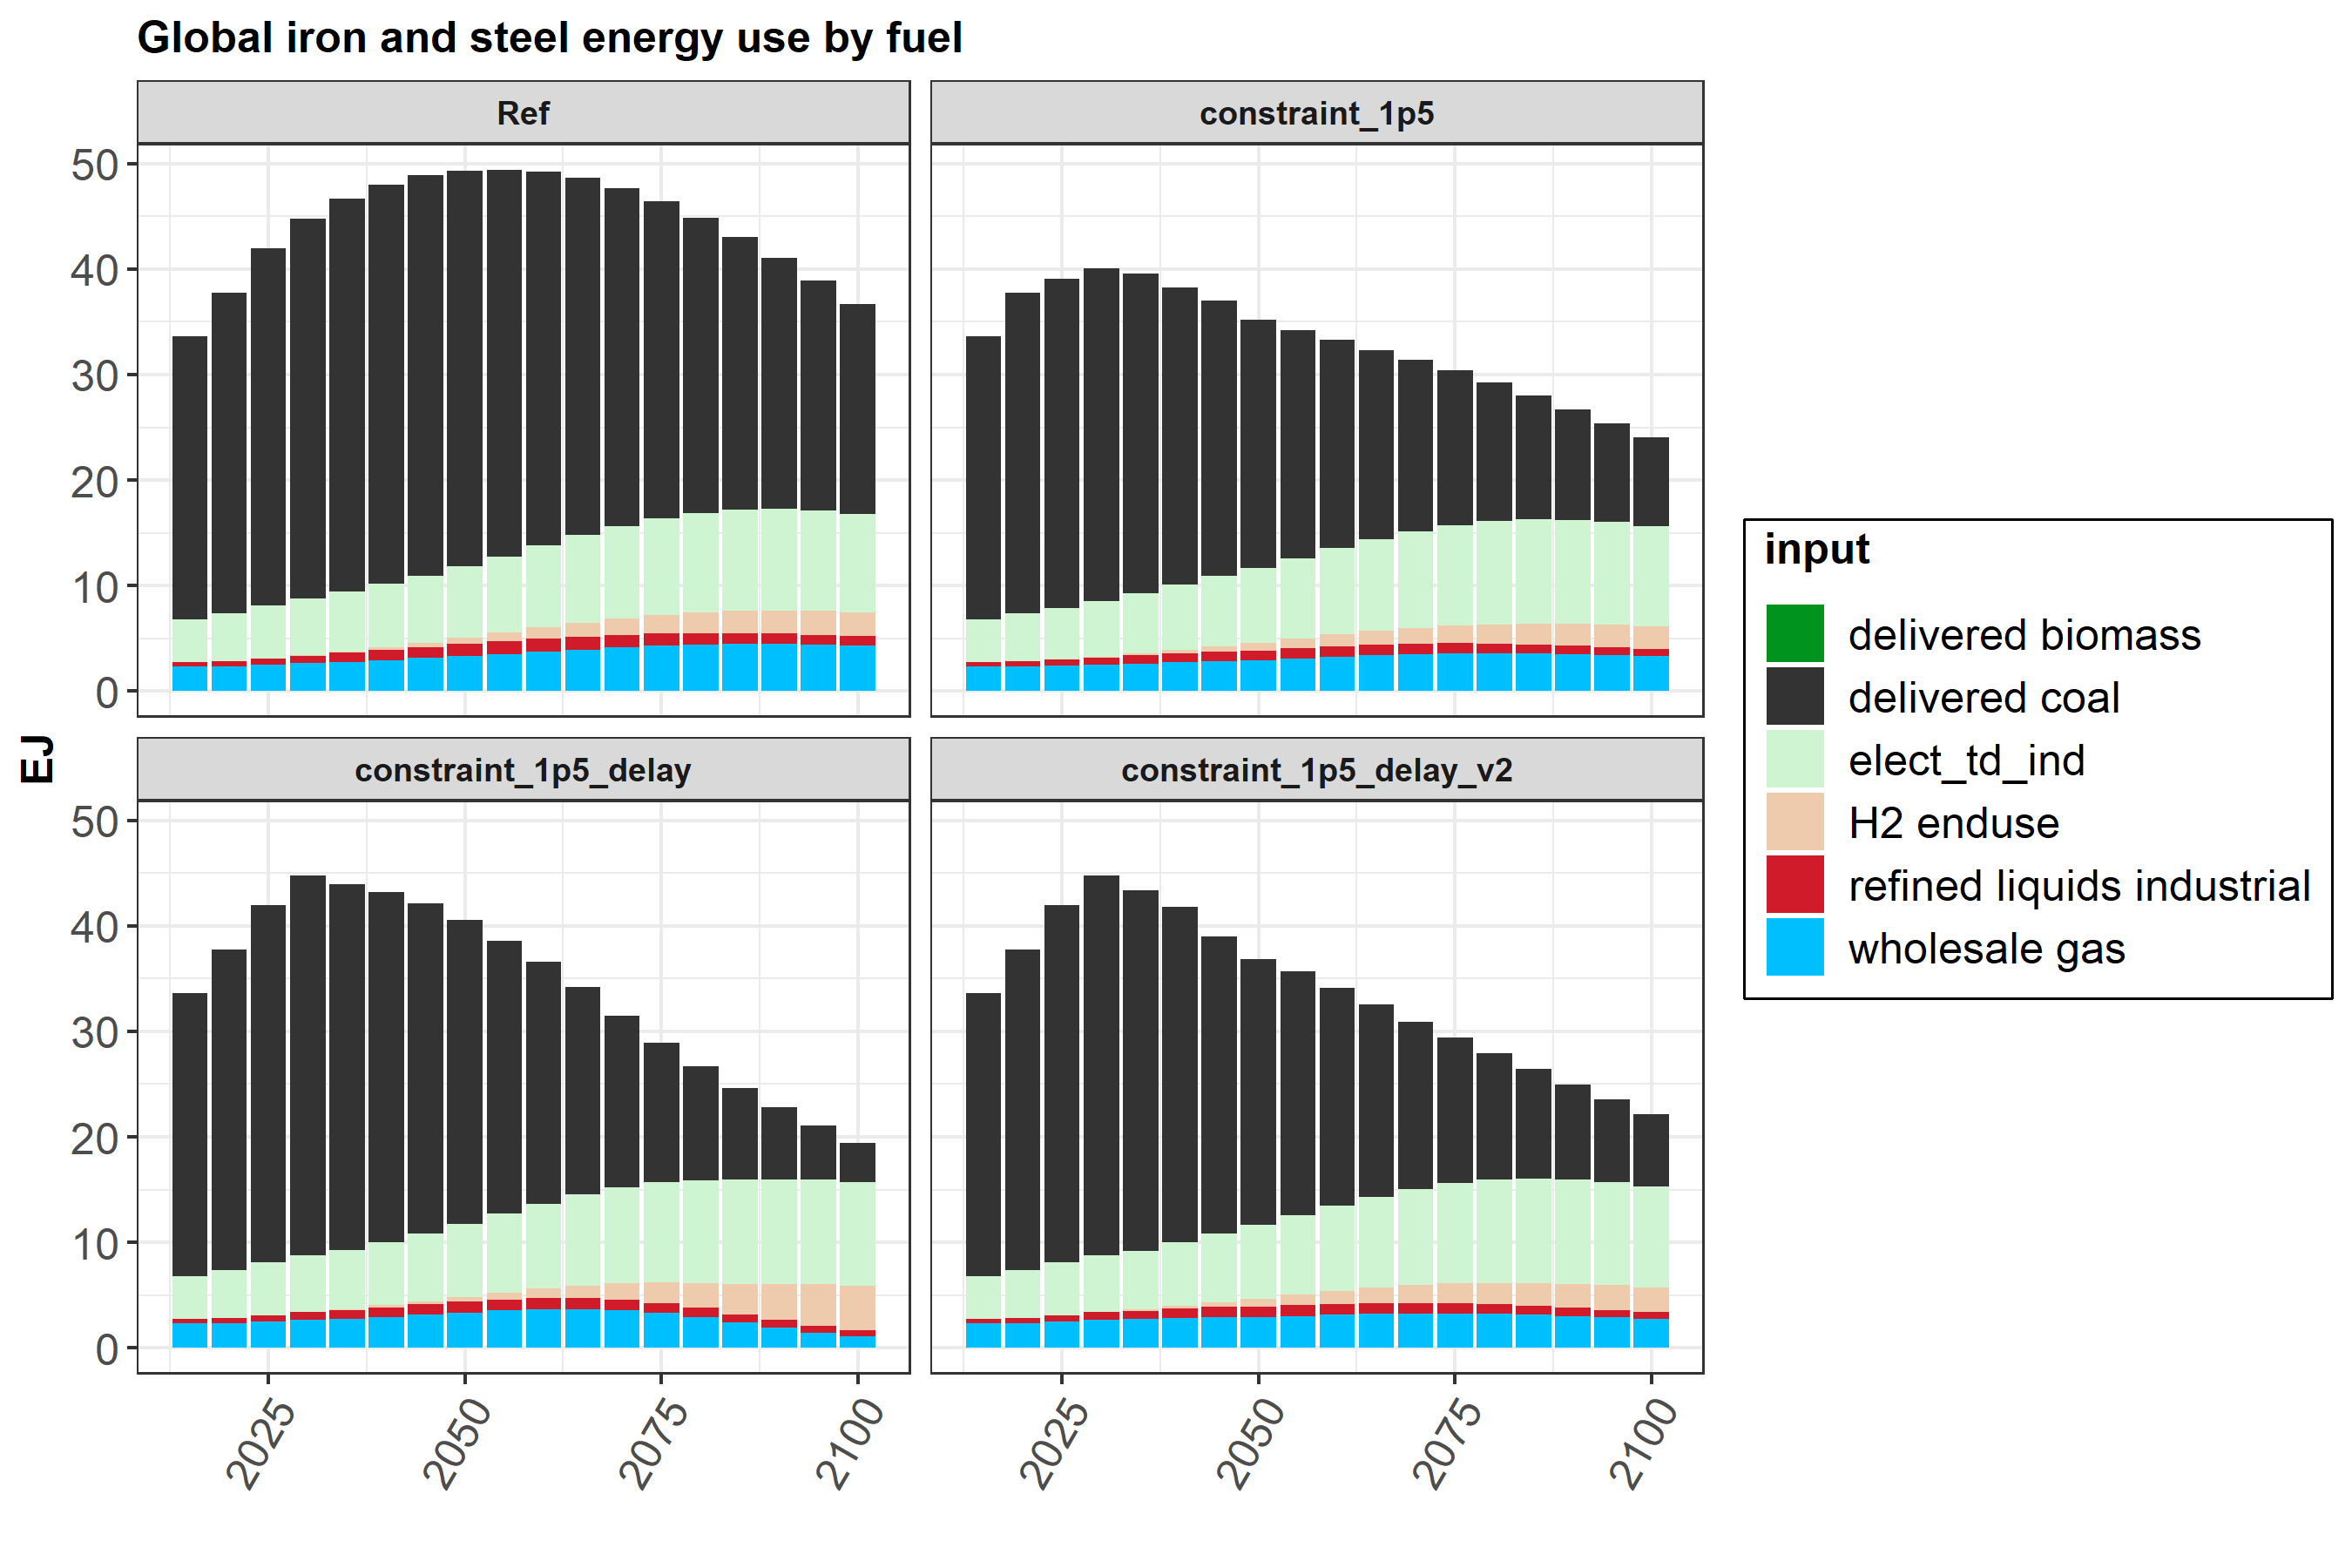 Global iron and steel energy use by fuel
Ref
constraint_1p5
50
40
30
20
10
0
EJ
constraint_1p5_delay
constraint_1p5_delay_v2
50
40
30
20
10
0
2025
2050
2075
2100
2025
2050
2075
2100
input
delivered biomass
delivered coal
elect_td_ind
H2 enduse
refined liquids industrial
wholesale gas